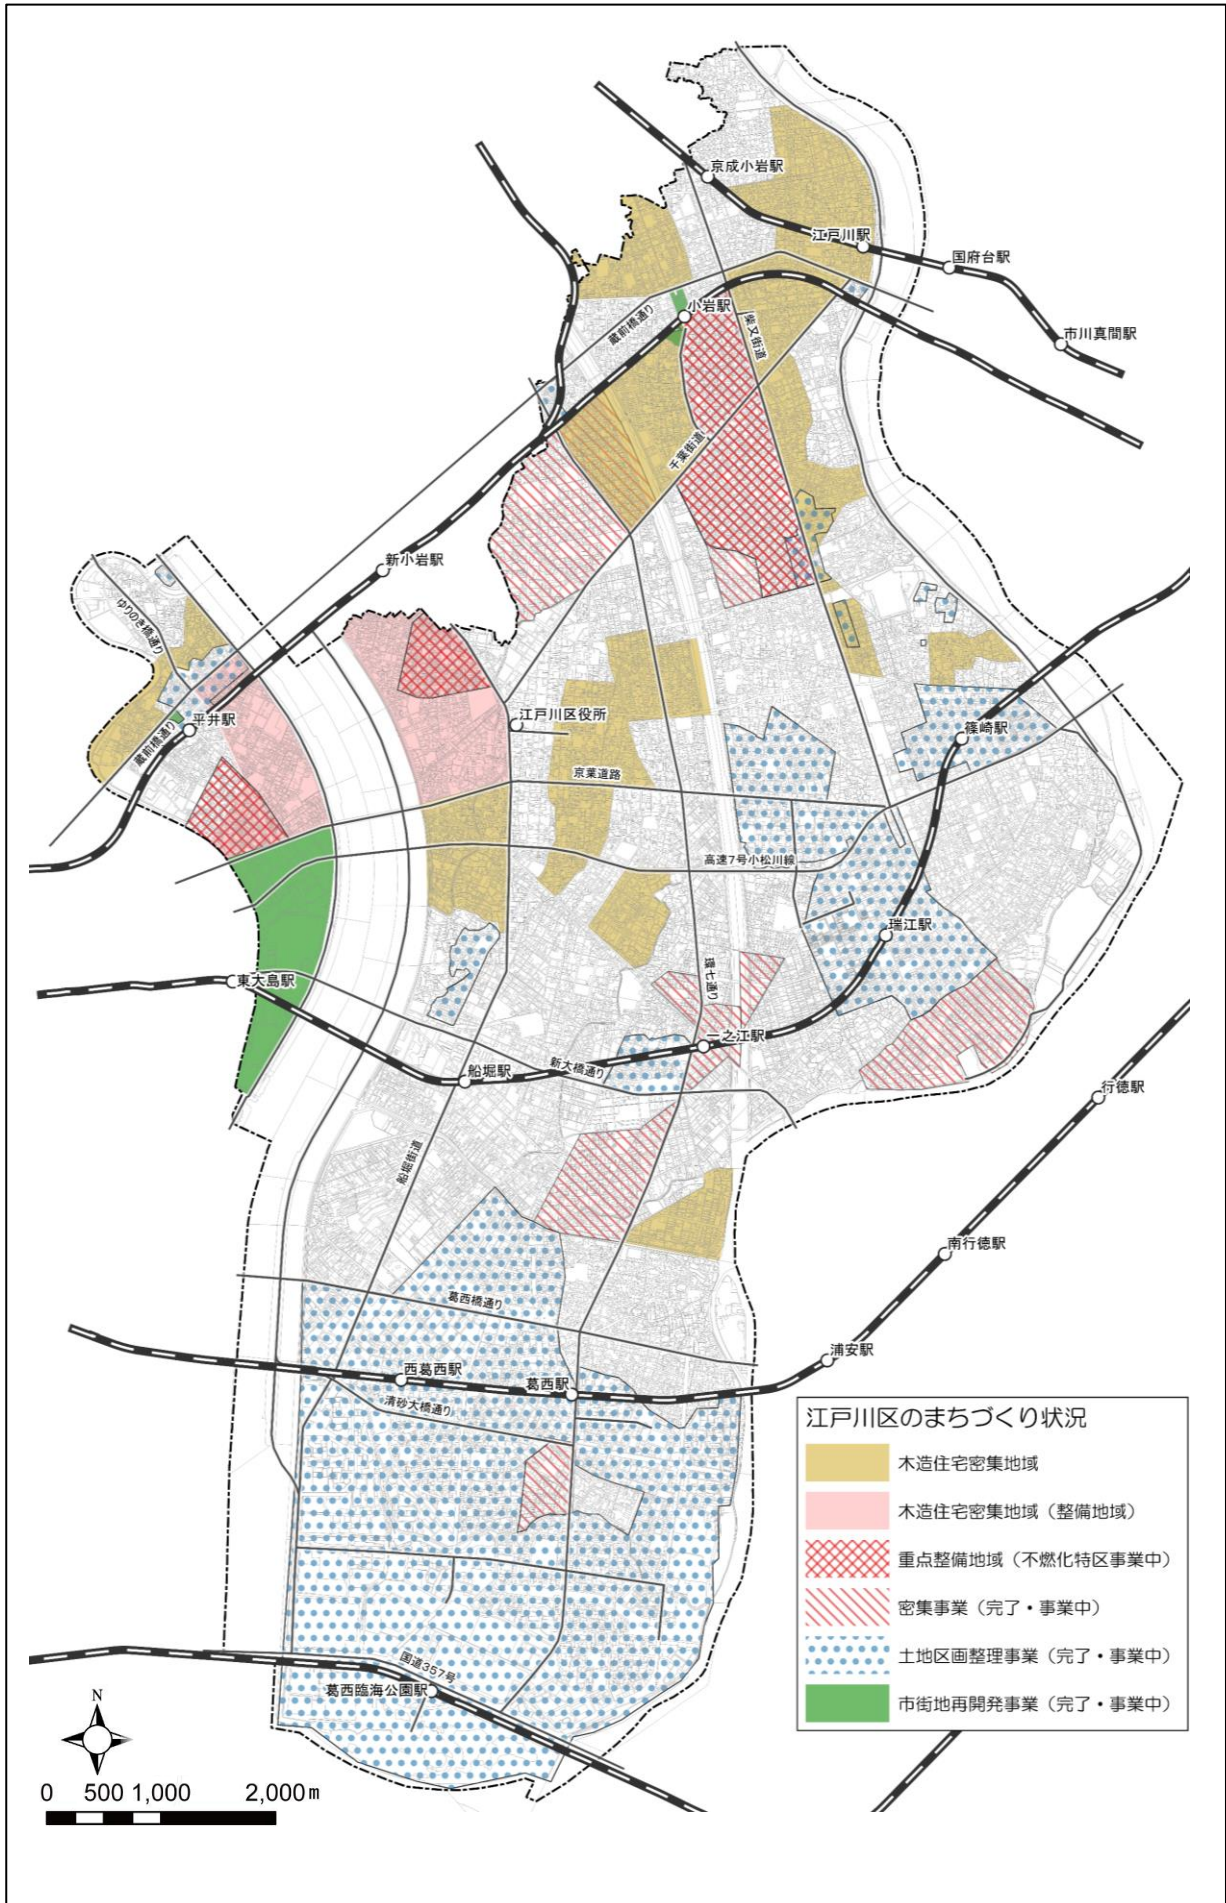 京成小岩駅
江戸川駅
国府台駅
小岩駅
蔵前橋通り
柴又街道
市川真間駅
千葉街道
新小岩駅
ゆりのき橋通り
平井駅
蔵前橋通り
江戸川区役所
篠崎駅
京葉道路
高速7号小松川線
瑞江駅
東大島駅
環七通り
一之江駅
船堀駅
新大橋通り
行徳駅
船堀街道
南行徳駅
葛西橋通り
浦安駅
西葛西駅
葛西駅
清砂大橋通り
江戸川区のまちづくり状況
木造住宅密集地域
木造住宅密集地域（整備地域）
重点整備地域（不燃化特区事業中）
密集事業（完了・事業中）
土地区画整理事業（完了・事業中）
市街地再開発事業（完了・事業中）
国道357号
葛西臨海公園駅
N
0 500 1,000 2,000m